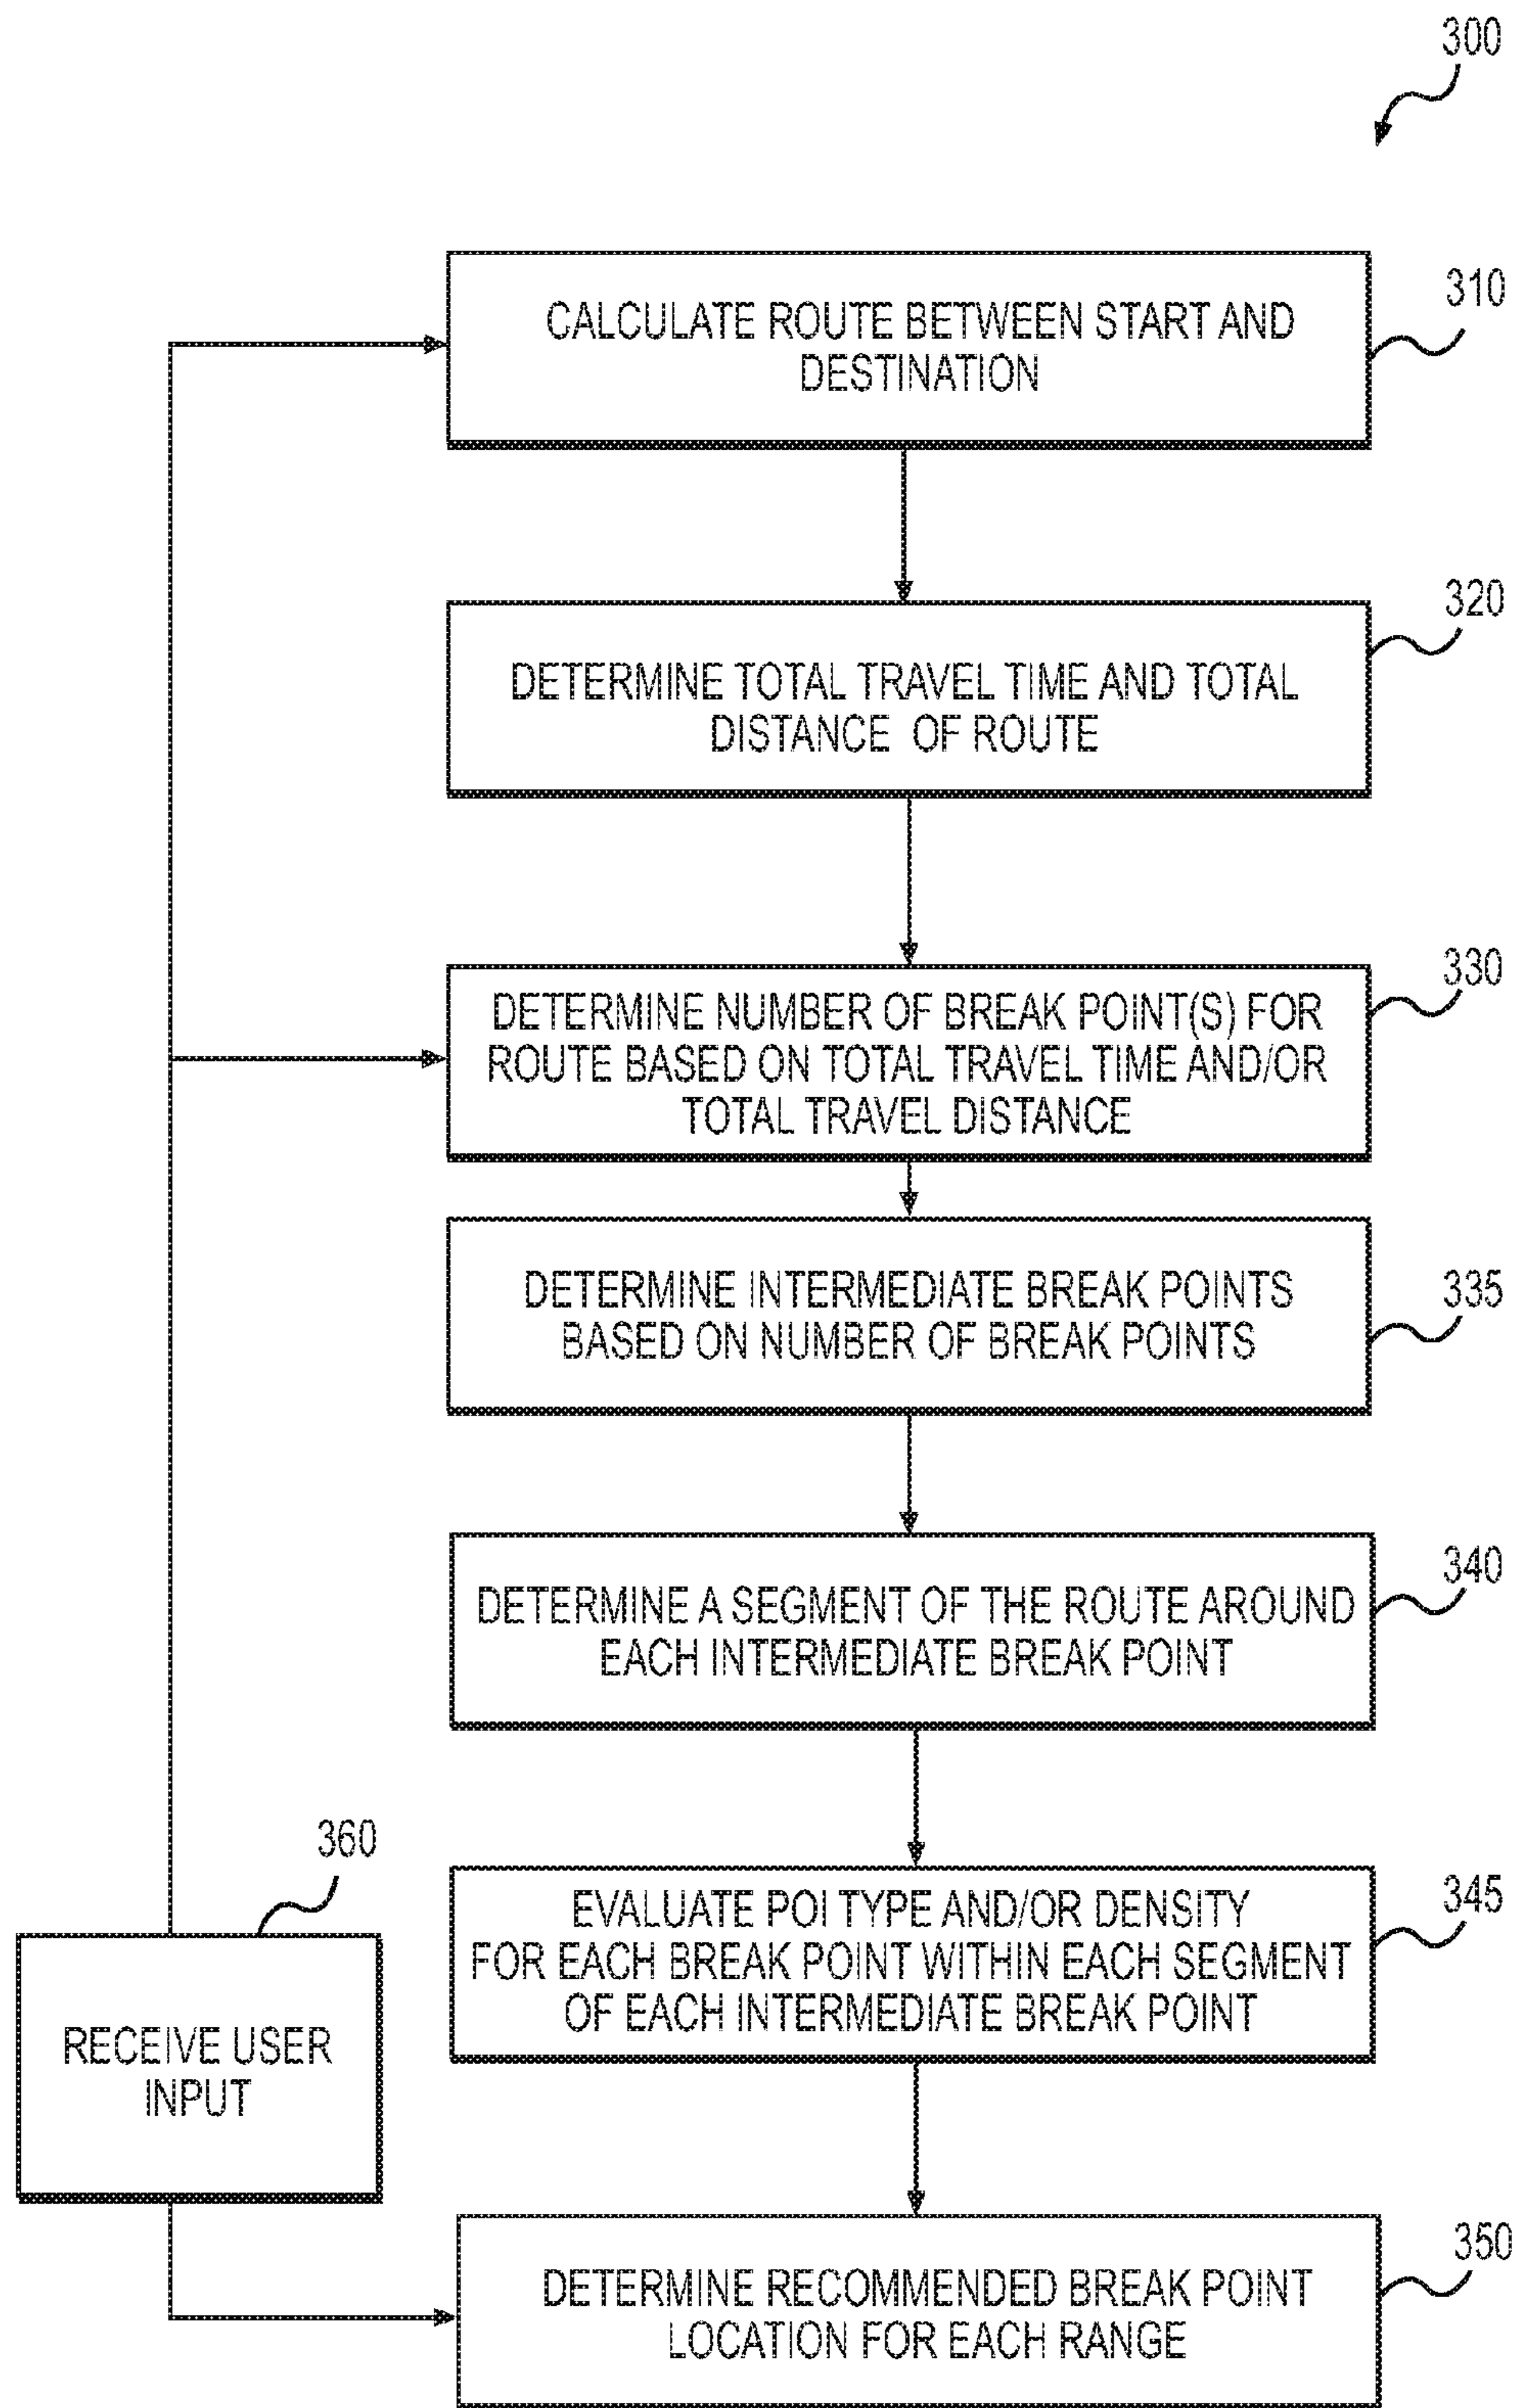 300
CALCULATE ROUTE BETWEEN START AND
DESTINATION
310
DETERMINE TOTAL TRAVEL TIME AND TOTAL
DISTANCE OF ROUTE
320
DETERMINE NUMBER OF BREAK POINT(S) FOR
ROUTE BASED ON TOTAL TRAVEL TIME AND/OR
TOTAL TRAVEL DISTANCE
330
DETERMINE INTERMEDIATE BREAK POINTS
BASED ON NUMBER OF BREAK POINTS
335
DETERMINE A SEGMENT OF THE ROUTE AROUND
EACH INTERMEDIATE BREAK POINT
340
EVALUATE POI TYPE AND/OR DENSITY
FOR EACH BREAK POINT WITHIN EACH SEGMENT
OF EACH INTERMEDIATE BREAK POINT
345
360
RECEIVE USER
INPUT
DETERMINE RECOMMENDED BREAK POINT
LOCATION FOR EACH RANGE
350